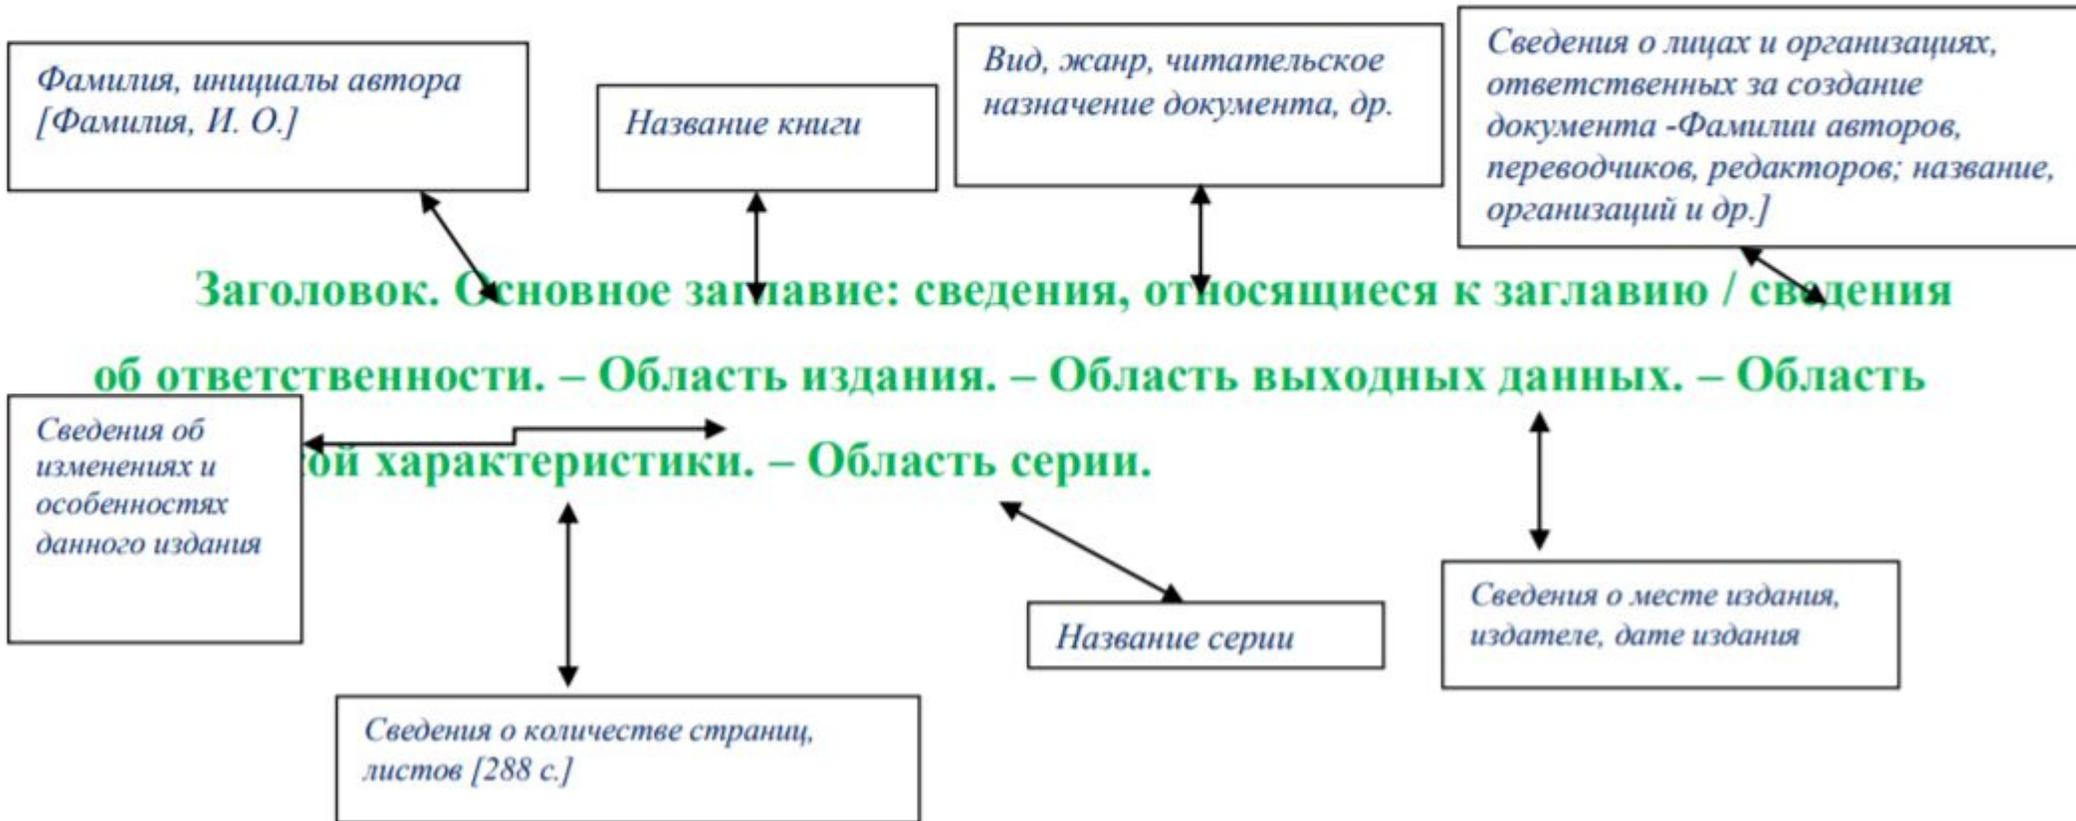 Фамилия, инициалы автора
[Фамилия, И. О.]
Название книги
Вид, жанр, читательское
назначение документа, др.
Сведения о лицах и организациях,
ответственных за создание
документа -Фамилии авторов,
переводчиков, редакторов; название,
организаций и др.]
Заголовок. Основное заглавие: сведения, относящиеся к заглавию / сведения
об ответственности. – Область издания. – Область выходных данных. – Область
ой характеристики. – Область серии.
Сведения об
изменениях и
особенностях
данного издания
Название серии
Сведения о месте издания,
издателе, дате издания
Сведения о количестве страниц,
листов [288 с.]